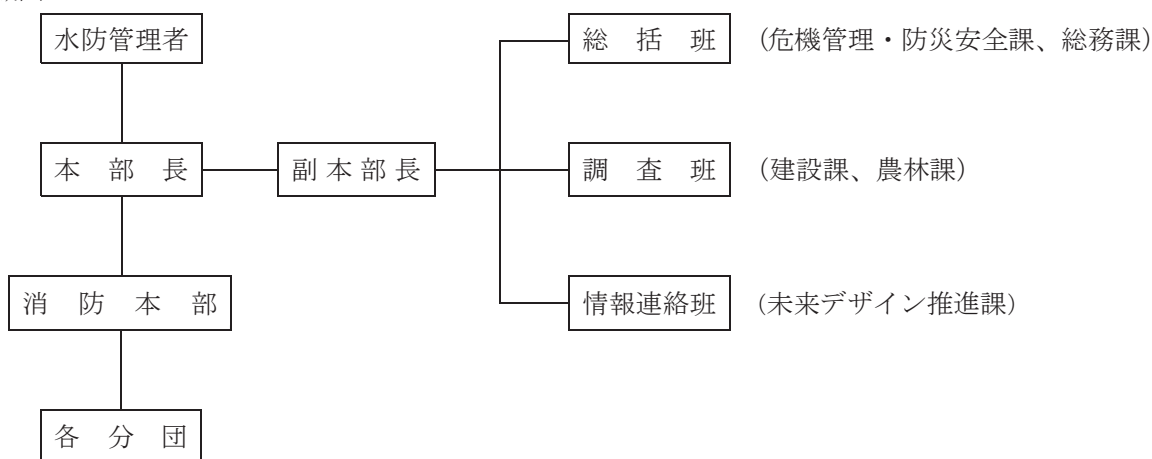 水防管理者
総括班 (危機管理・防災安全課、総務課)
本部長 副本部長 調査班 (建設課、農林課)
消防本部 情報連絡班 (未来デザイン推進課)
各分団